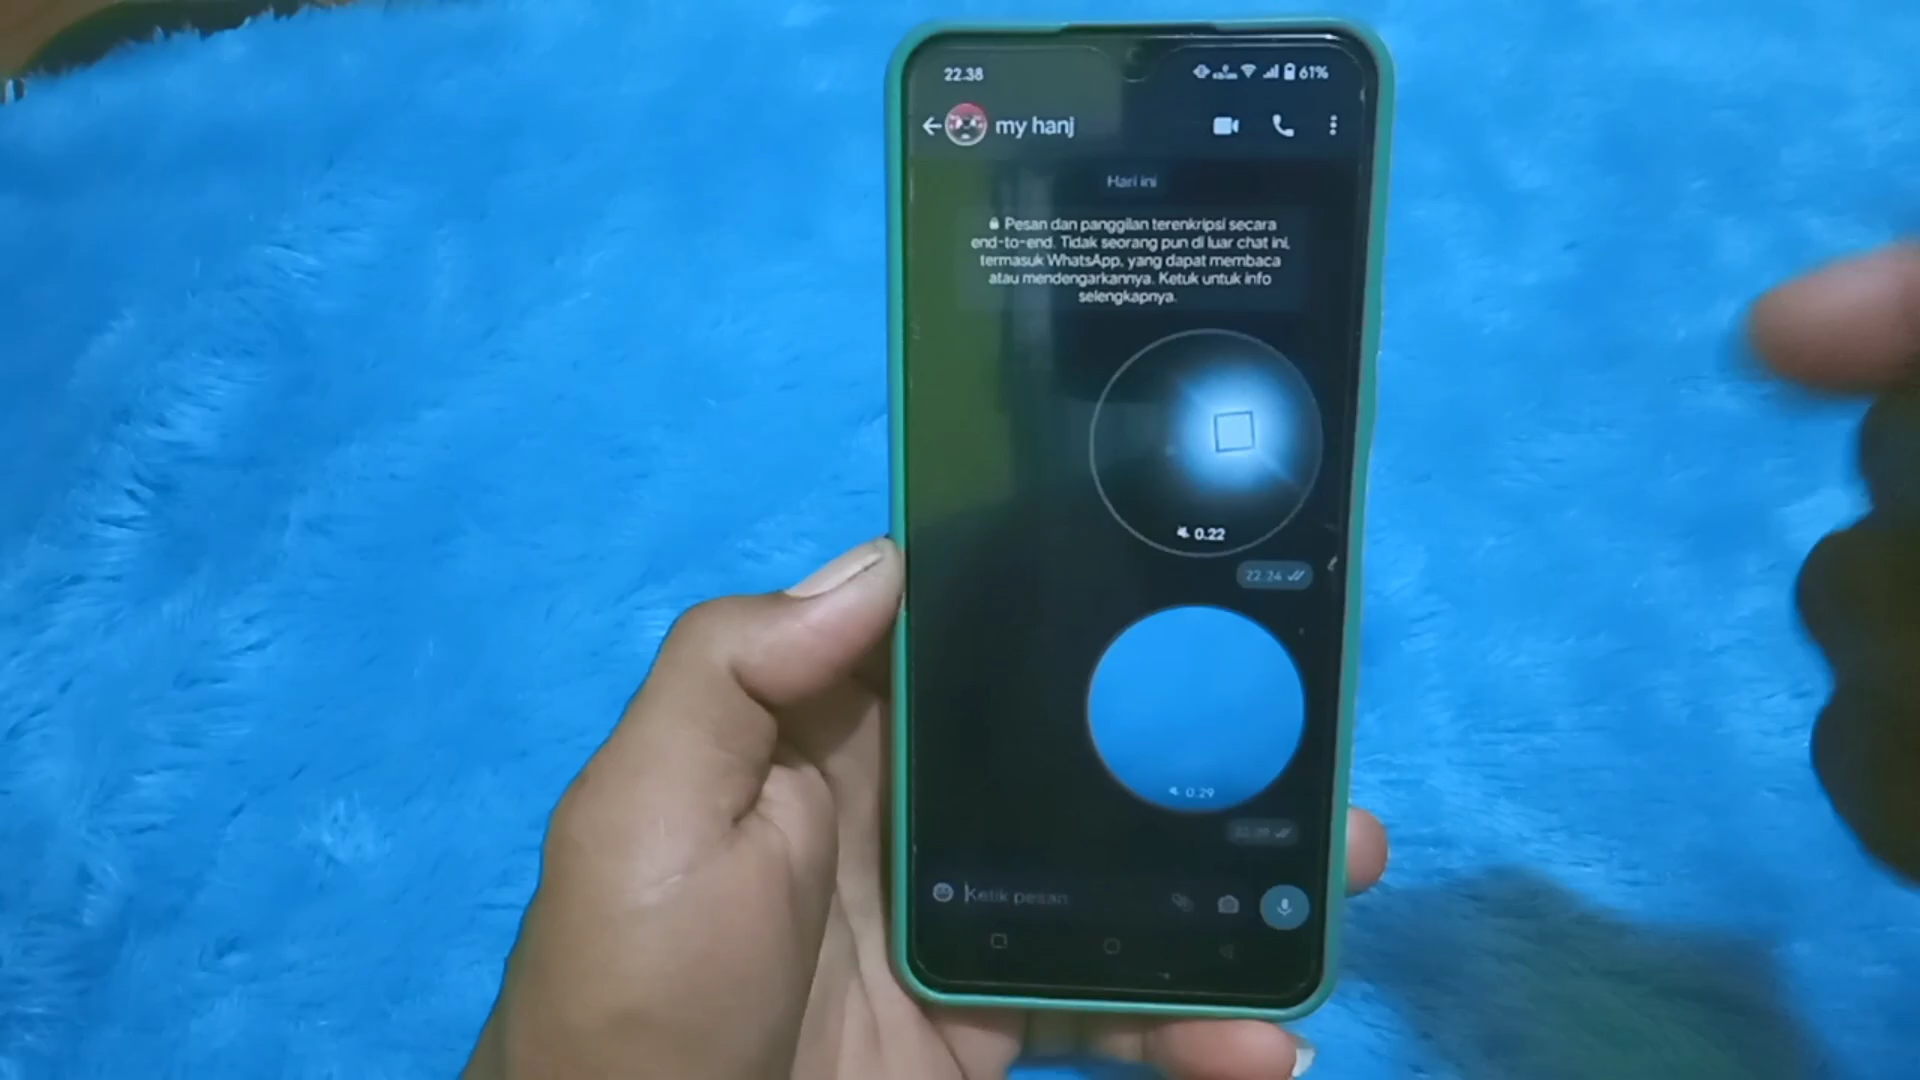 22.38
61%
my hanj
Hari ini
Pesan dan panggilan terenkripsi secara
end-to-end. Tidak seorang pun di luar chat ini,
termasuk WhatsApp, yang dapat membaca
atau mendengarkannya. Ketuk untuk info
selengkapnya.
0.22
22.24
0.29
Ketik pesan